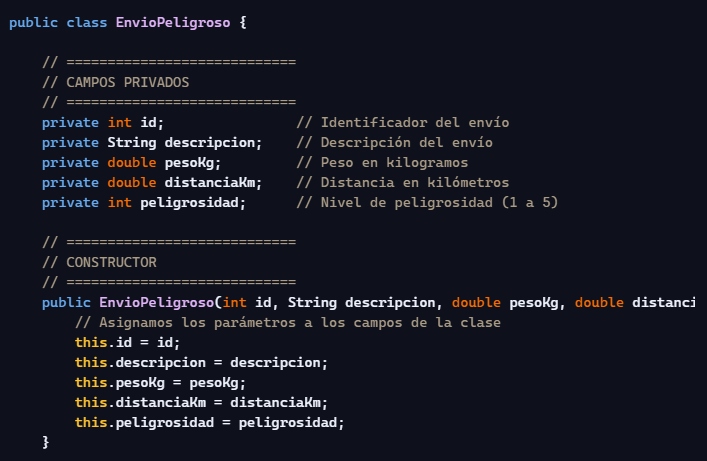 public class EnvioPeligroso {
// ============================
// CAMPOS PRIVADOS
// ============================
private int id; // Identificador del envío
private String descripcion; // Descripción del envío
private double pesoKg; // Peso en kilogramos
private double distanciaKm; // Distancia en kilómetros
private int peligrosidad; // Nivel de peligrosidad (1 a 5)
// ============================
// CONSTRUCTOR
// ============================
public EnvioPeligroso(int id, String descripcion, double pesoKg, double distanci
// Asignamos los parámetros a los campos de la clase
this.id = id;
this.descripcion = descripcion;
this.pesoKg = pesoKg;
this.distanciaKm = distanciaKm;
this.peligrosidad = peligrosidad;
}